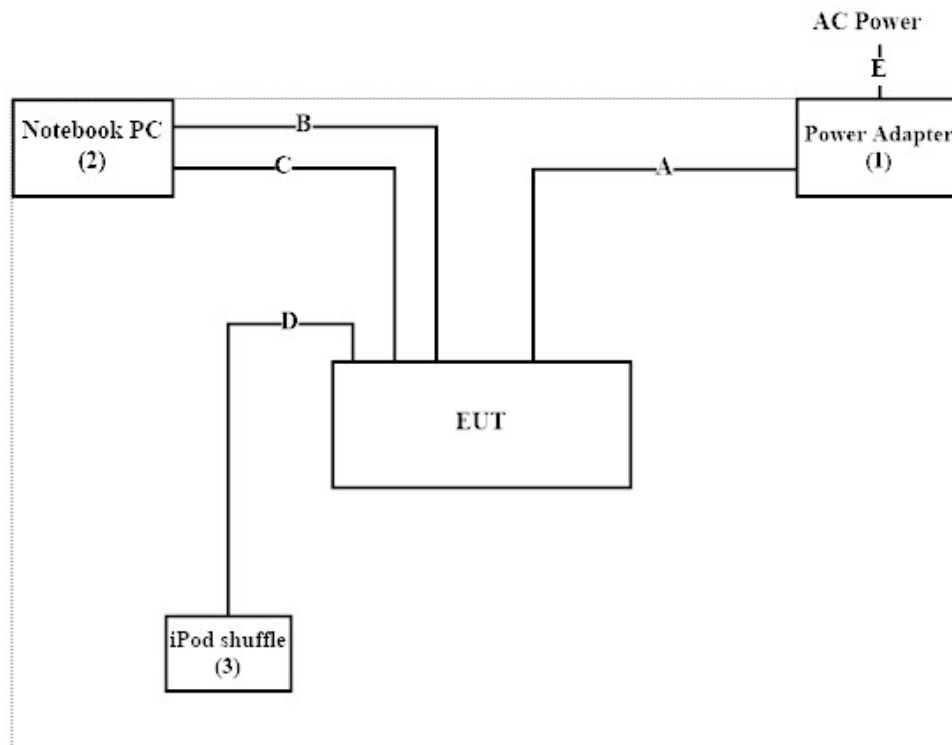 AC Power
E
Notebook PC
(2)
B
C
A
Power Adapter
(1)
D
EUT
iPod shuffle
(3)